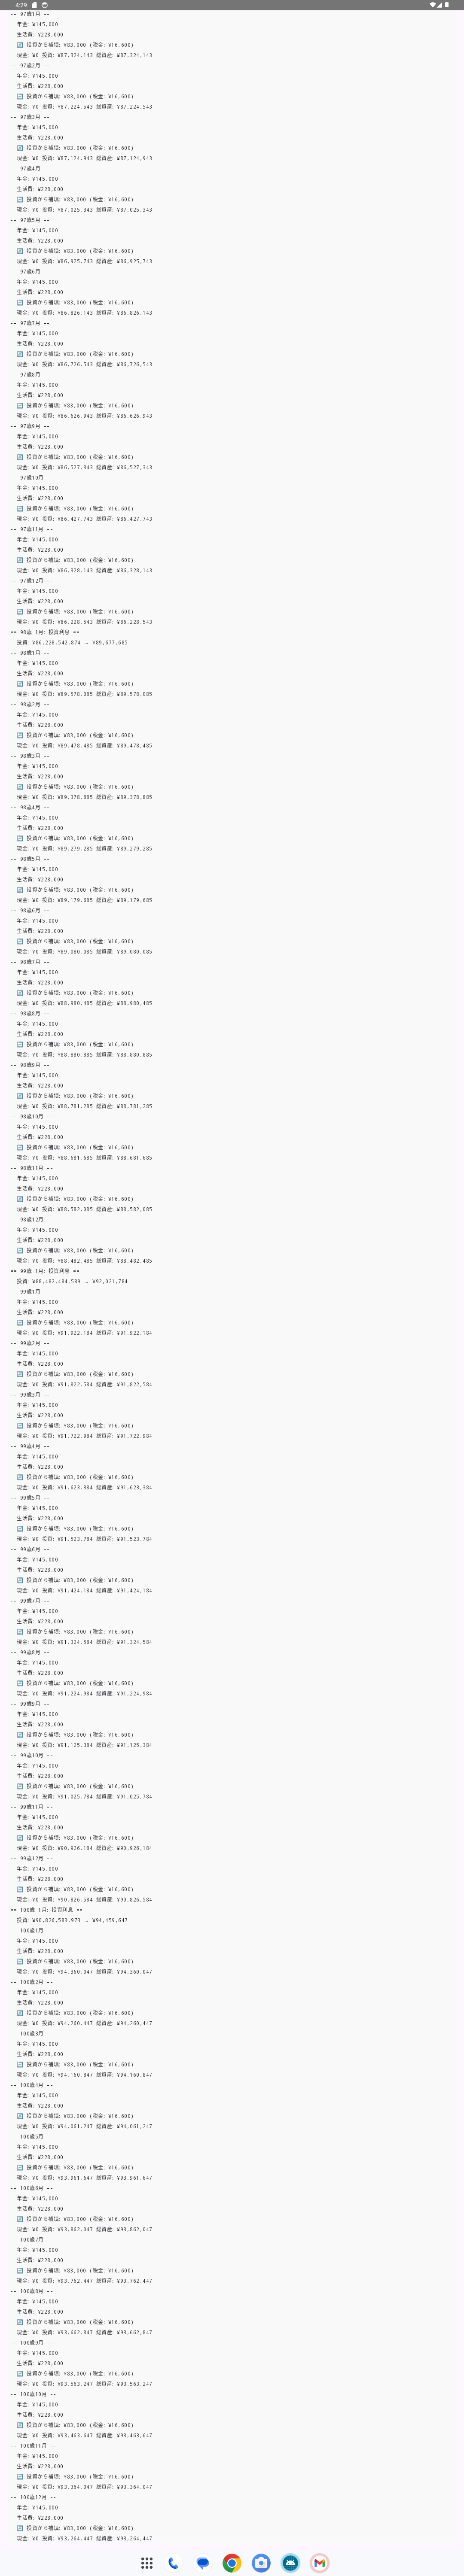 4:29
-- 97歳1月 --
年金: ¥145,000
生活費: ¥228,000
🔄 投資から補填: ¥83,000 (税金: ¥16,600)
現金: ¥0 投資: ¥87,324,143 総資産: ¥87,324,143
-- 97歳2月 --
年金: ¥145,000
生活費: ¥228,000
🔄 投資から補填: ¥83,000 (税金: ¥16,600)
現金: ¥0 投資: ¥87,224,543 総資産: ¥87,224,543
-- 97歳3月 --
年金: ¥145,000
生活費: ¥228,000
🔄 投資から補填: ¥83,000 (税金: ¥16,600)
現金: ¥0 投資: ¥87,124,943 総資産: ¥87,124,943
-- 97歳4月 --
年金: ¥145,000
生活費: ¥228,000
🔄 投資から補填: ¥83,000 (税金: ¥16,600)
現金: ¥0 投資: ¥87,025,343 総資産: ¥87,025,343
-- 97歳5月 --
年金: ¥145,000
生活費: ¥228,000
🔄 投資から補填: ¥83,000 (税金: ¥16,600)
現金: ¥0 投資: ¥86,925,743 総資産: ¥86,925,743
-- 97歳6月 --
年金: ¥145,000
生活費: ¥228,000
🔄 投資から補填: ¥83,000 (税金: ¥16,600)
現金: ¥0 投資: ¥86,826,143 総資産: ¥86,826,143
-- 97歳7月 --
年金: ¥145,000
生活費: ¥228,000
🔄 投資から補填: ¥83,000 (税金: ¥16,600)
現金: ¥0 投資: ¥86,726,543 総資産: ¥86,726,543
-- 97歳8月 --
年金: ¥145,000
生活費: ¥228,000
🔄 投資から補填: ¥83,000 (税金: ¥16,600)
現金: ¥0 投資: ¥86,626,943 総資産: ¥86,626,943
-- 97歳9月 --
年金: ¥145,000
生活費: ¥228,000
🔄 投資から補填: ¥83,000 (税金: ¥16,600)
現金: ¥0 投資: ¥86,527,343 総資産: ¥86,527,343
-- 97歳10月 --
年金: ¥145,000
生活費: ¥228,000
🔄 投資から補填: ¥83,000 (税金: ¥16,600)
現金: ¥0 投資: ¥86,427,743 総資産: ¥86,427,743
-- 97歳11月 --
年金: ¥145,000
生活費: ¥228,000
🔄 投資から補填: ¥83,000 (税金: ¥16,600)
現金: ¥0 投資: ¥86,328,143 総資産: ¥86,328,143
-- 97歳12月 --
年金: ¥145,000
生活費: ¥228,000
🔄 投資から補填: ¥83,000 (税金: ¥16,600)
現金: ¥0 投資: ¥86,228,543 総資産: ¥86,228,543
== 98歳 1月: 投資利息 ==
投資: ¥86,228,542.874 → ¥89,677,685
-- 98歳1月 --
年金: ¥145,000
生活費: ¥228,000
🔄 投資から補填: ¥83,000 (税金: ¥16,600)
現金: ¥0 投資: ¥89,578,085 総資産: ¥89,578,085
-- 98歳2月 --
年金: ¥145,000
生活費: ¥228,000
🔄 投資から補填: ¥83,000 (税金: ¥16,600)
現金: ¥0 投資: ¥89,478,485 総資産: ¥89,478,485
-- 98歳3月 --
年金: ¥145,000
生活費: ¥228,000
🔄 投資から補填: ¥83,000 (税金: ¥16,600)
現金: ¥0 投資: ¥89,378,885 総資産: ¥89,378,885
-- 98歳4月 --
年金: ¥145,000
生活費: ¥228,000
🔄 投資から補填: ¥83,000 (税金: ¥16,600)
現金: ¥0 投資: ¥89,279,285 総資産: ¥89,279,285
-- 98歳5月 --
年金: ¥145,000
生活費: ¥228,000
🔄 投資から補填: ¥83,000 (税金: ¥16,600)
現金: ¥0 投資: ¥89,179,685 総資産: ¥89,179,685
-- 98歳6月 --
年金: ¥145,000
生活費: ¥228,000
🔄 投資から補填: ¥83,000 (税金: ¥16,600)
現金: ¥0 投資: ¥89,080,085 総資産: ¥89,080,085
-- 98歳7月 --
年金: ¥145,000
生活費: ¥228,000
🔄 投資から補填: ¥83,000 (税金: ¥16,600)
現金: ¥0 投資: ¥88,980,485 総資産: ¥88,980,485
-- 98歳8月 --
年金: ¥145,000
生活費: ¥228,000
🔄 投資から補填: ¥83,000 (税金: ¥16,600)
現金: ¥0 投資: ¥88,880,885 総資産: ¥88,880,885
-- 98歳9月 --
年金: ¥145,000
生活費: ¥228,000
🔄 投資から補填: ¥83,000 (税金: ¥16,600)
現金: ¥0 投資: ¥88,781,285 総資産: ¥88,781,285
-- 98歳10月 --
年金: ¥145,000
生活費: ¥228,000
🔄 投資から補填: ¥83,000 (税金: ¥16,600)
現金: ¥0 投資: ¥88,681,685 総資産: ¥88,681,685
-- 98歳11月 --
年金: ¥145,000
生活費: ¥228,000
🔄 投資から補填: ¥83,000 (税金: ¥16,600)
現金: ¥0 投資: ¥88,582,085 総資産: ¥88,582,085
-- 98歳12月 --
年金: ¥145,000
生活費: ¥228,000
🔄 投資から補填: ¥83,000 (税金: ¥16,600)
現金: ¥0 投資: ¥88,482,485 総資産: ¥88,482,485
== 99歳 1月: 投資利息 ==
投資: ¥88,482,484.589 → ¥92,021,784
-- 99歳1月 --
年金: ¥145,000
生活費: ¥228,000
🔄 投資から補填: ¥83,000 (税金: ¥16,600)
現金: ¥0 投資: ¥91,922,184 総資産: ¥91,922,184
-- 99歳2月 --
年金: ¥145,000
生活費: ¥228,000
🔄 投資から補填: ¥83,000 (税金: ¥16,600)
現金: ¥0 投資: ¥91,822,584 総資産: ¥91,822,584
-- 99歳3月 --
年金: ¥145,000
生活費: ¥228,000
🔄 投資から補填: ¥83,000 (税金: ¥16,600)
現金: ¥0 投資: ¥91,722,984 総資産: ¥91,722,984
-- 99歳4月 --
年金: ¥145,000
生活費: ¥228,000
🔄 投資から補填: ¥83,000 (税金: ¥16,600)
現金: ¥0 投資: ¥91,623,384 総資産: ¥91,623,384
-- 99歳5月 --
年金: ¥145,000
生活費: ¥228,000
🔄 投資から補填: ¥83,000 (税金: ¥16,600)
現金: ¥0 投資: ¥91,523,784 総資産: ¥91,523,784
-- 99歳6月 --
年金: ¥145,000
生活費: ¥228,000
🔄 投資から補填: ¥83,000 (税金: ¥16,600)
現金: ¥0 投資: ¥91,424,184 総資産: ¥91,424,184
-- 99歳7月 --
年金: ¥145,000
生活費: ¥228,000
🔄 投資から補填: ¥83,000 (税金: ¥16,600)
現金: ¥0 投資: ¥91,324,584 総資産: ¥91,324,584
-- 99歳8月 --
年金: ¥145,000
生活費: ¥228,000
🔄 投資から補填: ¥83,000 (税金: ¥16,600)
現金: ¥0 投資: ¥91,224,984 総資産: ¥91,224,984
-- 99歳9月 --
年金: ¥145,000
生活費: ¥228,000
🔄 投資から補填: ¥83,000 (税金: ¥16,600)
現金: ¥0 投資: ¥91,125,384 総資産: ¥91,125,384
-- 99歳10月 --
年金: ¥145,000
生活費: ¥228,000
🔄 投資から補填: ¥83,000 (税金: ¥16,600)
現金: ¥0 投資: ¥91,025,784 総資産: ¥91,025,784
-- 99歳11月 --
年金: ¥145,000
生活費: ¥228,000
🔄 投資から補填: ¥83,000 (税金: ¥16,600)
現金: ¥0 投資: ¥90,926,184 総資産: ¥90,926,184
-- 99歳12月 --
年金: ¥145,000
生活費: ¥228,000
🔄 投資から補填: ¥83,000 (税金: ¥16,600)
現金: ¥0 投資: ¥90,826,584 総資産: ¥90,826,584
== 100歳 1月: 投資利息 ==
投資: ¥90,826,583.973 → ¥94,459,647
-- 100歳1月 --
年金: ¥145,000
生活費: ¥228,000
🔄 投資から補填: ¥83,000 (税金: ¥16,600)
現金: ¥0 投資: ¥94,360,047 総資産: ¥94,360,047
-- 100歳2月 --
年金: ¥145,000
生活費: ¥228,000
🔄 投資から補填: ¥83,000 (税金: ¥16,600)
現金: ¥0 投資: ¥94,260,447 総資産: ¥94,260,447
-- 100歳3月 --
年金: ¥145,000
生活費: ¥228,000
🔄 投資から補填: ¥83,000 (税金: ¥16,600)
現金: ¥0 投資: ¥94,160,847 総資産: ¥94,160,847
-- 100歳4月 --
年金: ¥145,000
生活費: ¥228,000
🔄 投資から補填: ¥83,000 (税金: ¥16,600)
現金: ¥0 投資: ¥94,061,247 総資産: ¥94,061,247
-- 100歳5月 --
年金: ¥145,000
生活費: ¥228,000
🔄 投資から補填: ¥83,000 (税金: ¥16,600)
現金: ¥0 投資: ¥93,961,647 総資産: ¥93,961,647
-- 100歳6月 --
年金: ¥145,000
生活費: ¥228,000
🔄 投資から補填: ¥83,000 (税金: ¥16,600)
現金: ¥0 投資: ¥93,862,047 総資産: ¥93,862,047
-- 100歳7月 --
年金: ¥145,000
生活費: ¥228,000
🔄 投資から補填: ¥83,000 (税金: ¥16,600)
現金: ¥0 投資: ¥93,762,447 総資産: ¥93,762,447
-- 100歳8月 --
年金: ¥145,000
生活費: ¥228,000
🔄 投資から補填: ¥83,000 (税金: ¥16,600)
現金: ¥0 投資: ¥93,662,847 総資産: ¥93,662,847
-- 100歳9月 --
年金: ¥145,000
生活費: ¥228,000
🔄 投資から補填: ¥83,000 (税金: ¥16,600)
現金: ¥0 投資: ¥93,563,247 総資産: ¥93,563,247
-- 100歳10月 --
年金: ¥145,000
生活費: ¥228,000
🔄 投資から補填: ¥83,000 (税金: ¥16,600)
現金: ¥0 投資: ¥93,463,647 総資産: ¥93,463,647
-- 100歳11月 --
年金: ¥145,000
生活費: ¥228,000
🔄 投資から補填: ¥83,000 (税金: ¥16,600)
現金: ¥0 投資: ¥93,364,047 総資産: ¥93,364,047
-- 100歳12月 --
年金: ¥145,000
生活費: ¥228,000
🔄 投資から補填: ¥83,000 (税金: ¥16,600)
現金: ¥0 投資: ¥93,264,447 総資産: ¥93,264,447